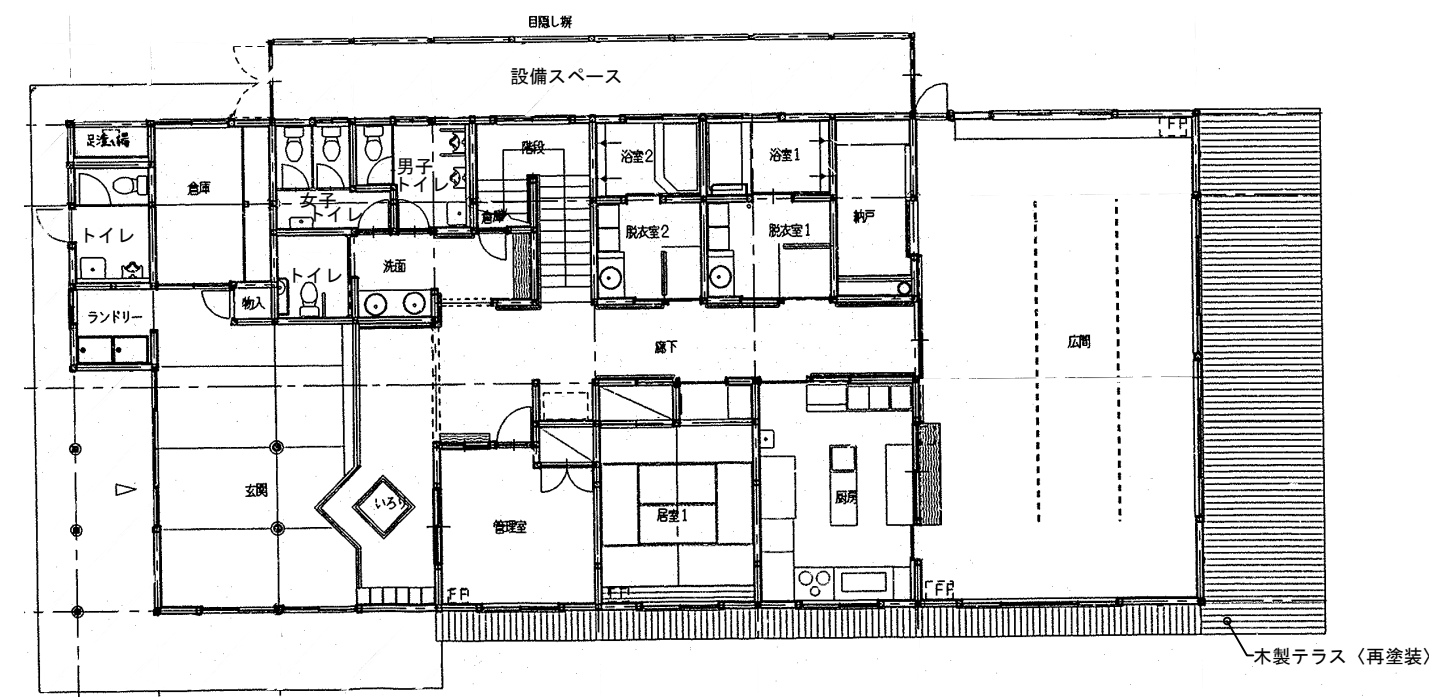 目隠し塀
設備スペース
足洗い場
倉庫
男子
トイレ
女子
トイレ
階段
倉庫
浴室2
浴室1
脱衣室2
脱衣室1
納戸
トイレ
トイレ
洗面
物入
ランドリー
廊下
広間
玄関
いろり
管理室
居室1
厨房
FP
FP
FP
FP
木製テラス〈再塗装〉